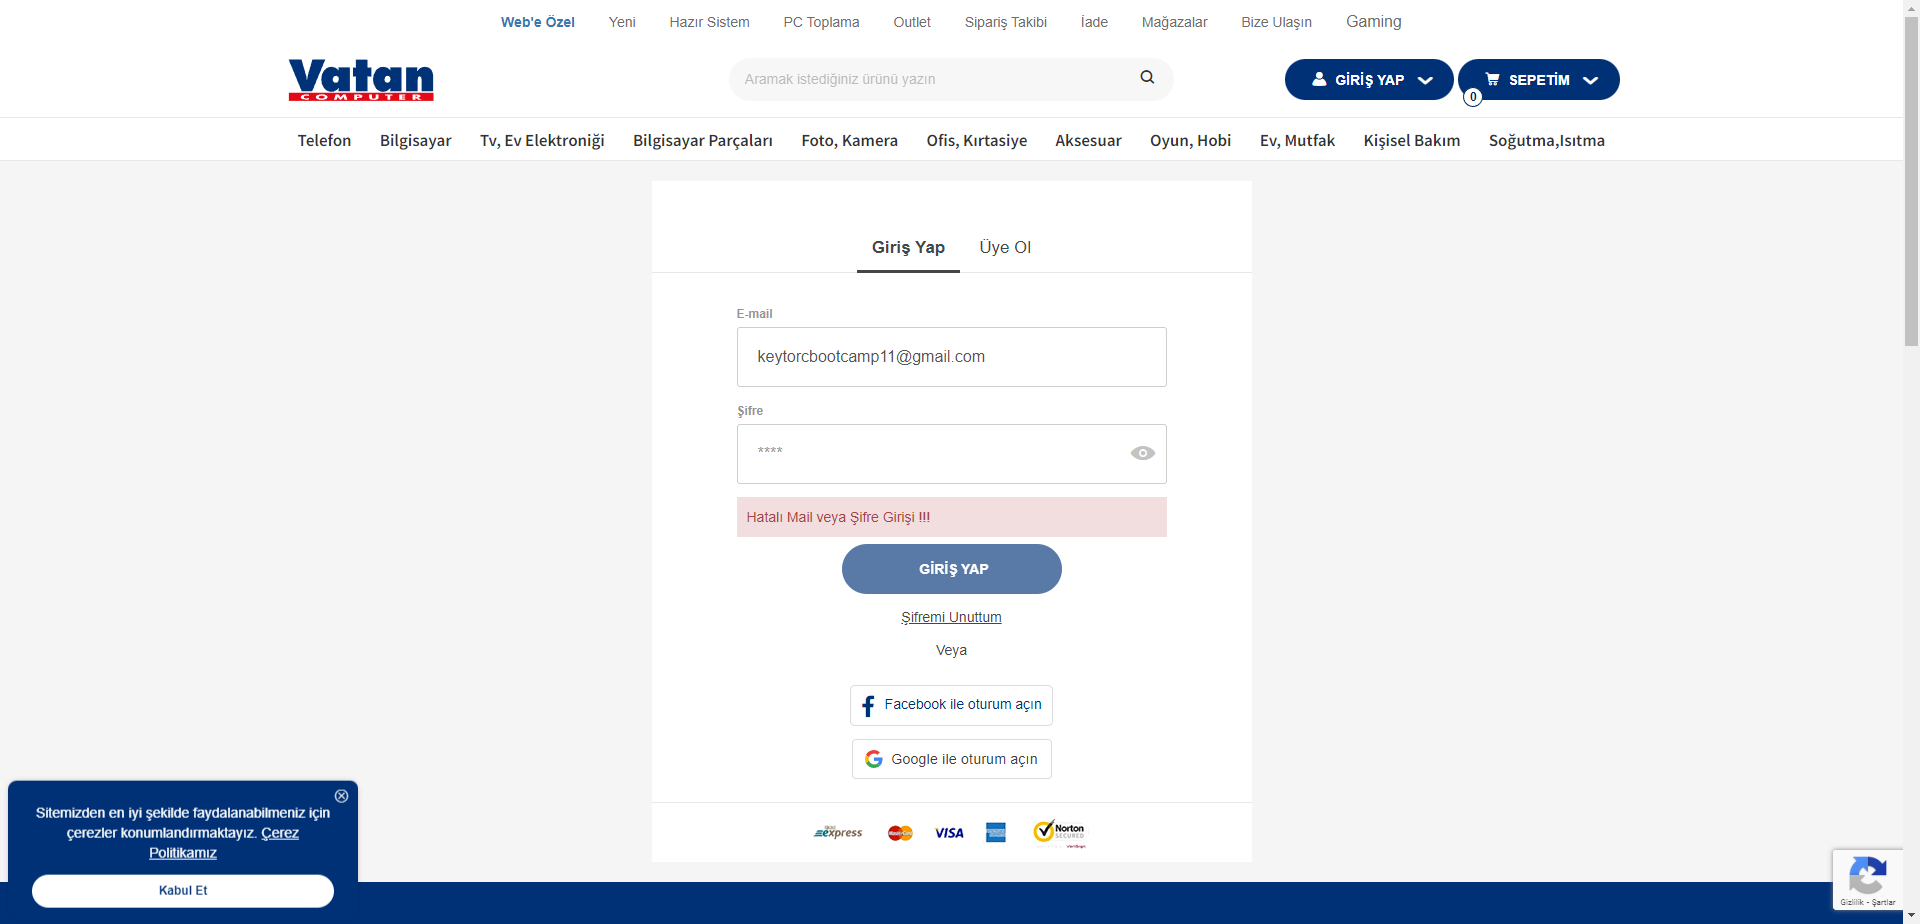 Web'e Özel Yeni Hazır Sistem PC Toplama Outlet Sipariş Takibi İade Mağazalar Bize Ulaşın Gaming
Vatan
COMPUTER
Aramak istediğiniz ürünü yazın
GİRİŞ YAP
SEPETİM
0
Telefon Bilgisayar Tv, Ev Elektroniği Bilgisayar Parçaları Foto, Kamera Ofis, Kırtasiye Aksesuar Oyun, Hobi Ev, Mutfak Kişisel Bakım Soğutma,Isıtma
Giriş Yap Üye Ol
E-mail
keytorcbootcamp11@gmail.com
Şifre
****
Hatalı Mail veya Şifre Girişi !!!
GİRİŞ YAP
Şifremi Unuttum
Veya
Facebook ile oturum açın
Google ile oturum açın
express MasterCard VISA Norton
SECURED
Sitemizden en iyi şekilde faydalanabilmeniz için
çerezler konumlandırmaktayız. Çerez
Politikamız
Kabul Et
Gizlilik - Şartlar